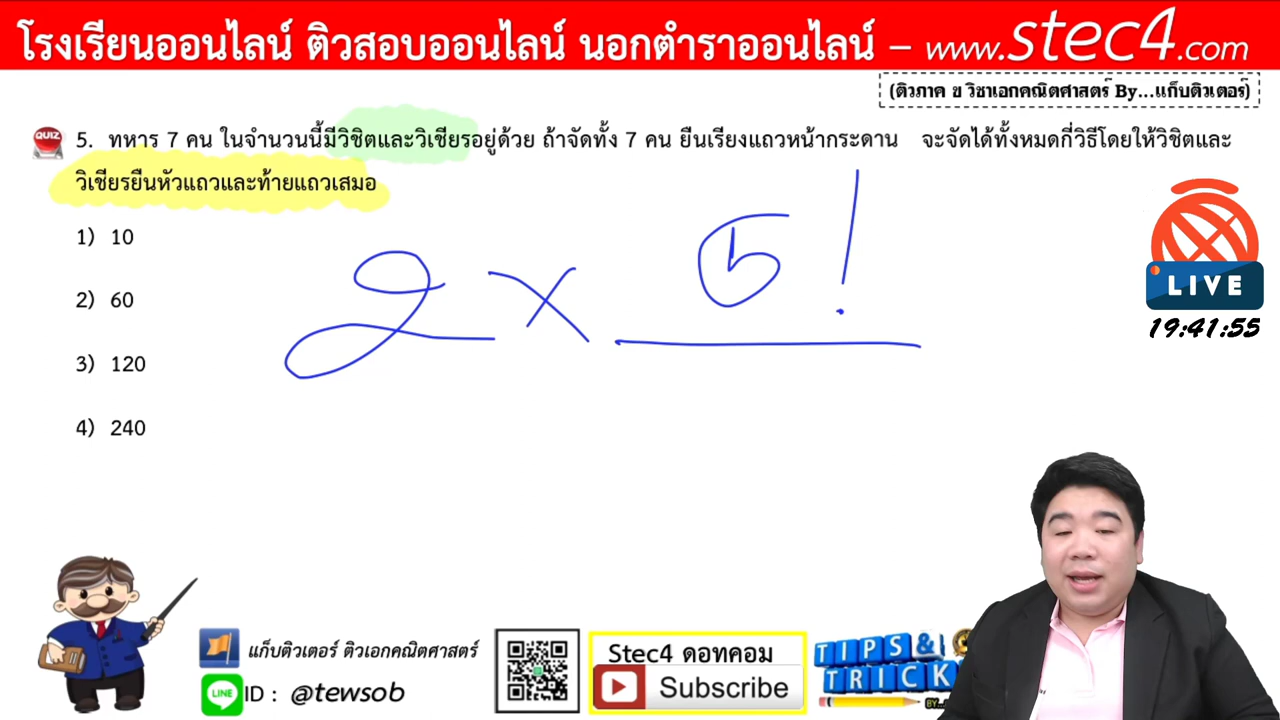 โรงเรียนออนไลน์ ติวสอบออนไลน์ นอกตำราออนไลน์ – www.stec4.com
(ติวภาค ข วิชาเอกคณิตศาสตร์ By...แก็บติวเตอร์)
QUIZ
5. ทหาร 7 คน ในจำนวนนี้มีวิชิตและวิเชียรอยู่ด้วย ถ้าจัดทั้ง 7 คน ยืนเรียงแถวหน้ากระดาน จะจัดได้ทั้งหมดกี่วิธีโดยให้วิชิตและ
วิเชียรยืนหัวแถวและท้ายแถวเสมอ
1) 10
2) 60
3) 120
4) 240
2 × 5!
LIVE
19:41:55
แก็บติวเตอร์ ติวเอกคณิตศาสตร์
LINE ID : @tewsob
Stec4 ดอทคอม
Subscribe
TIPS &
TRICK